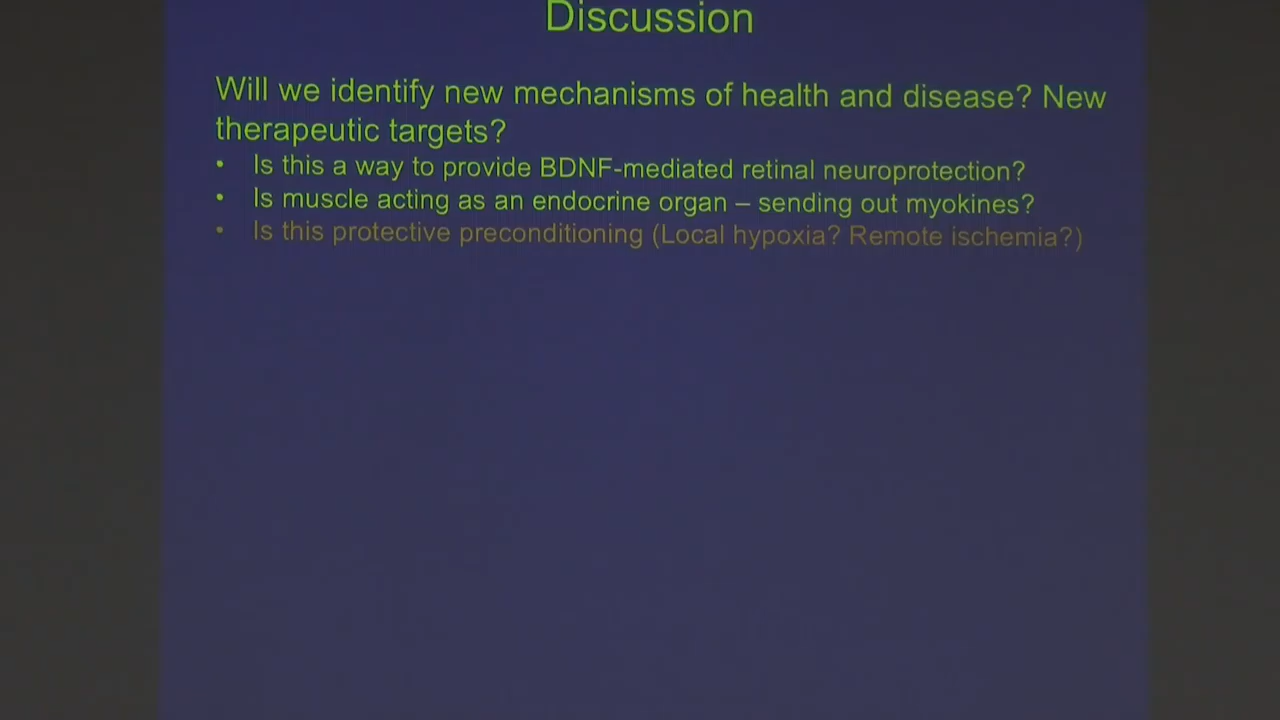 Discussion
Will we identify new mechanisms of health and disease? New
therapeutic targets?
• Is this a way to provide BDNF-mediated retinal neuroprotection?
• Is muscle acting as an endocrine organ – sending out myokines?
• Is this protective preconditioning (Local hypoxia? Remote ischemia?)